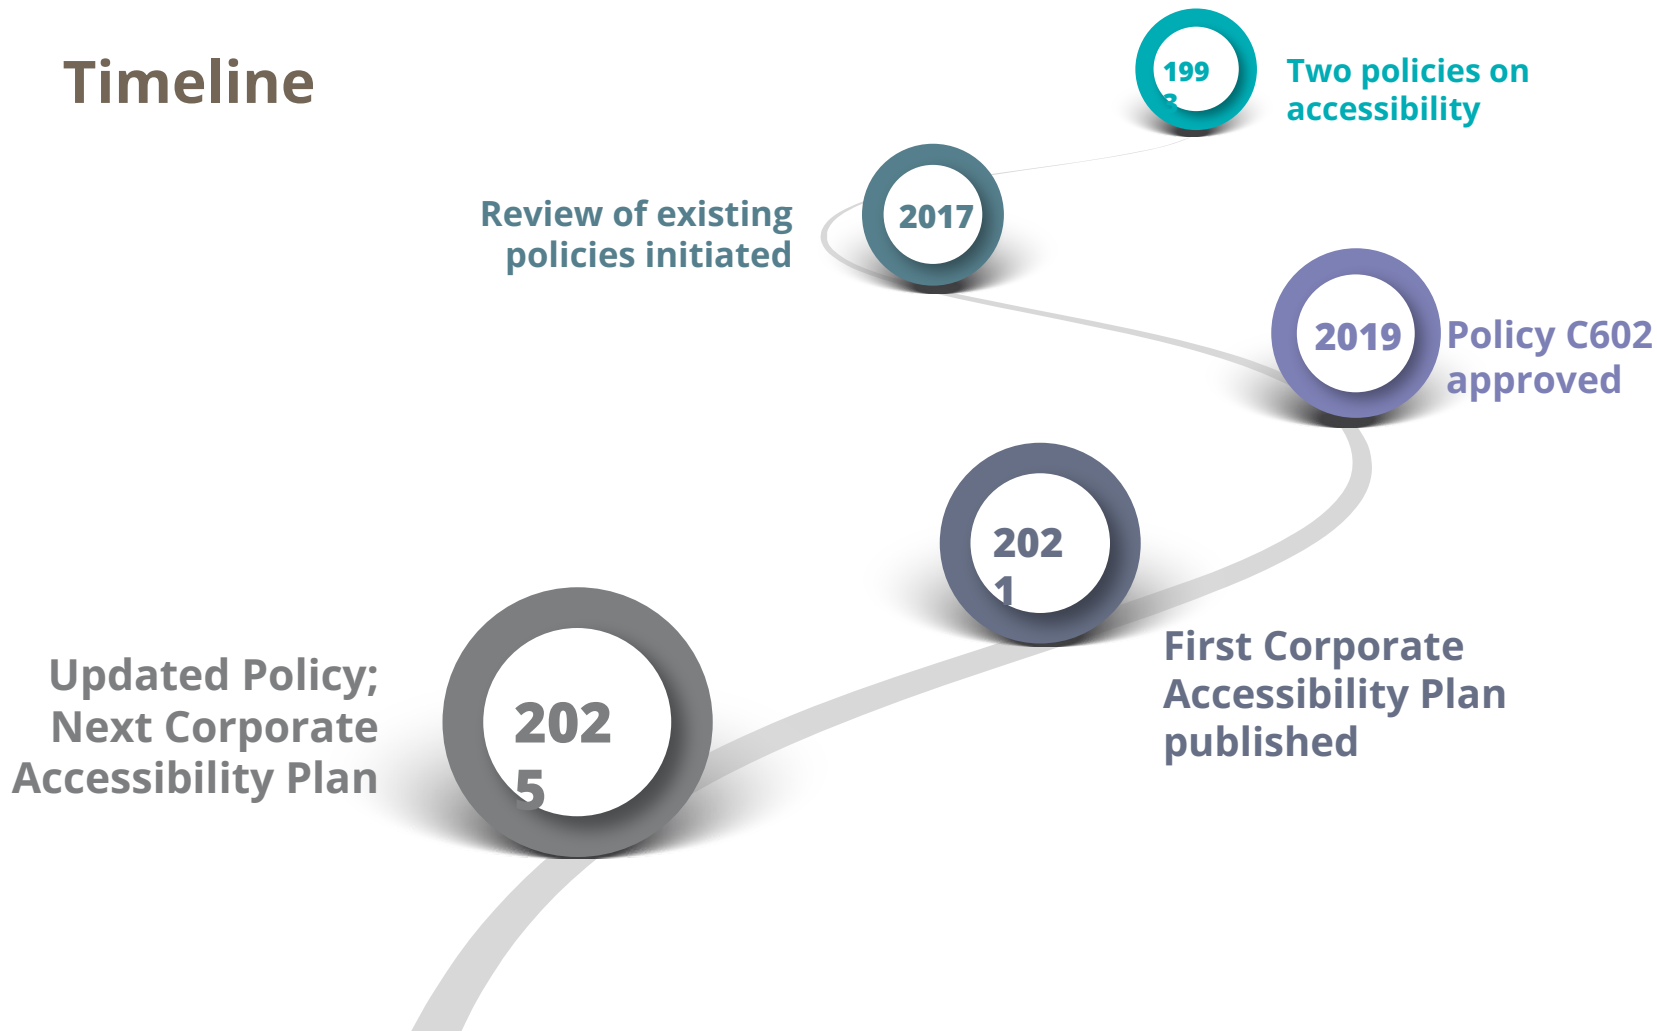 Timeline
199
3
Two policies on
accessibility
2017
Review of existing
policies initiated
2019
Policy C602
approved
202
1
First Corporate
Accessibility Plan
published
202
5
Updated Policy;
Next Corporate
Accessibility Plan